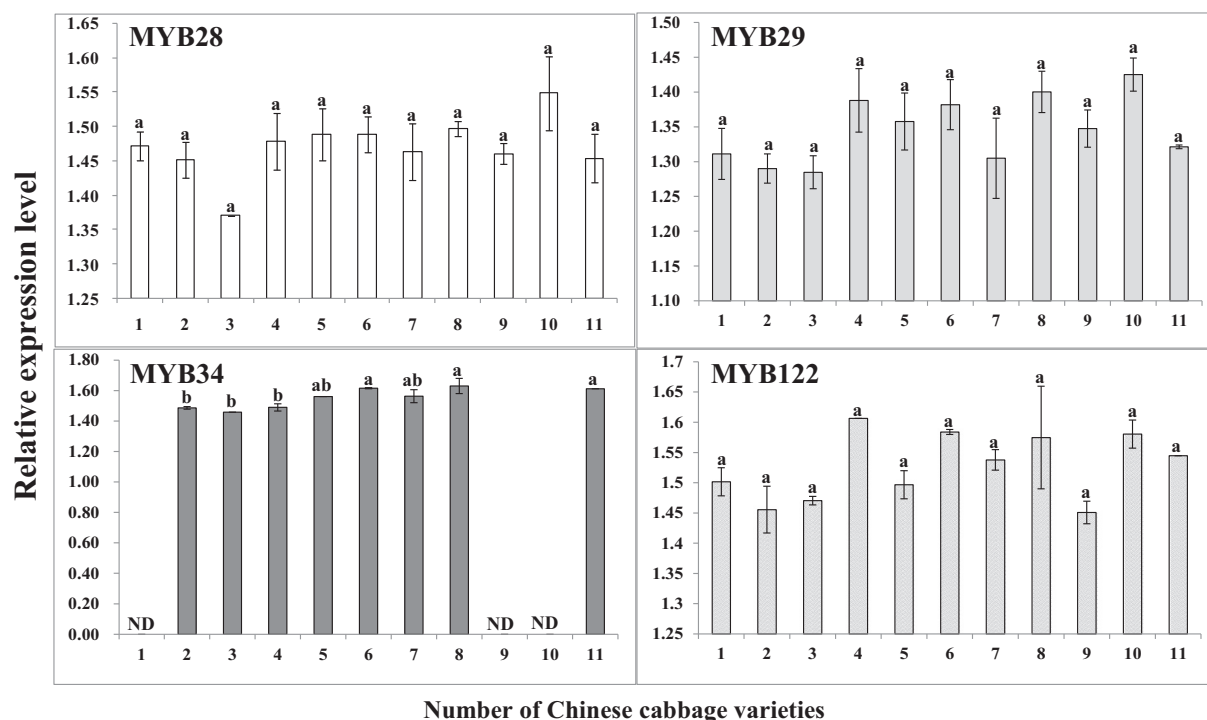 MYB28
1.65
1.60
1.55
1.50
1.45
1.40
1.35
1.30
1.25
a a a a a a a a a a a
1 2 3 4 5 6 7 8 9 10 11
MYB29
1.50
1.45
1.40
1.35
1.30
1.25
1.20
1.15
1.10
a a a a a a a a a a a
1 2 3 4 5 6 7 8 9 10 11
Relative expression level
MYB34
1.80
1.60
1.40
1.20
1.00
0.80
0.60
0.40
0.20
0.00
ND b b b ab a ab a ND ND a
1 2 3 4 5 6 7 8 9 10 11
MYB122
1.7
1.65
1.6
1.55
1.5
1.45
1.4
1.35
1.3
1.25
a a a a a a a a a a a
1 2 3 4 5 6 7 8 9 10 11
Number of Chinese cabbage varieties